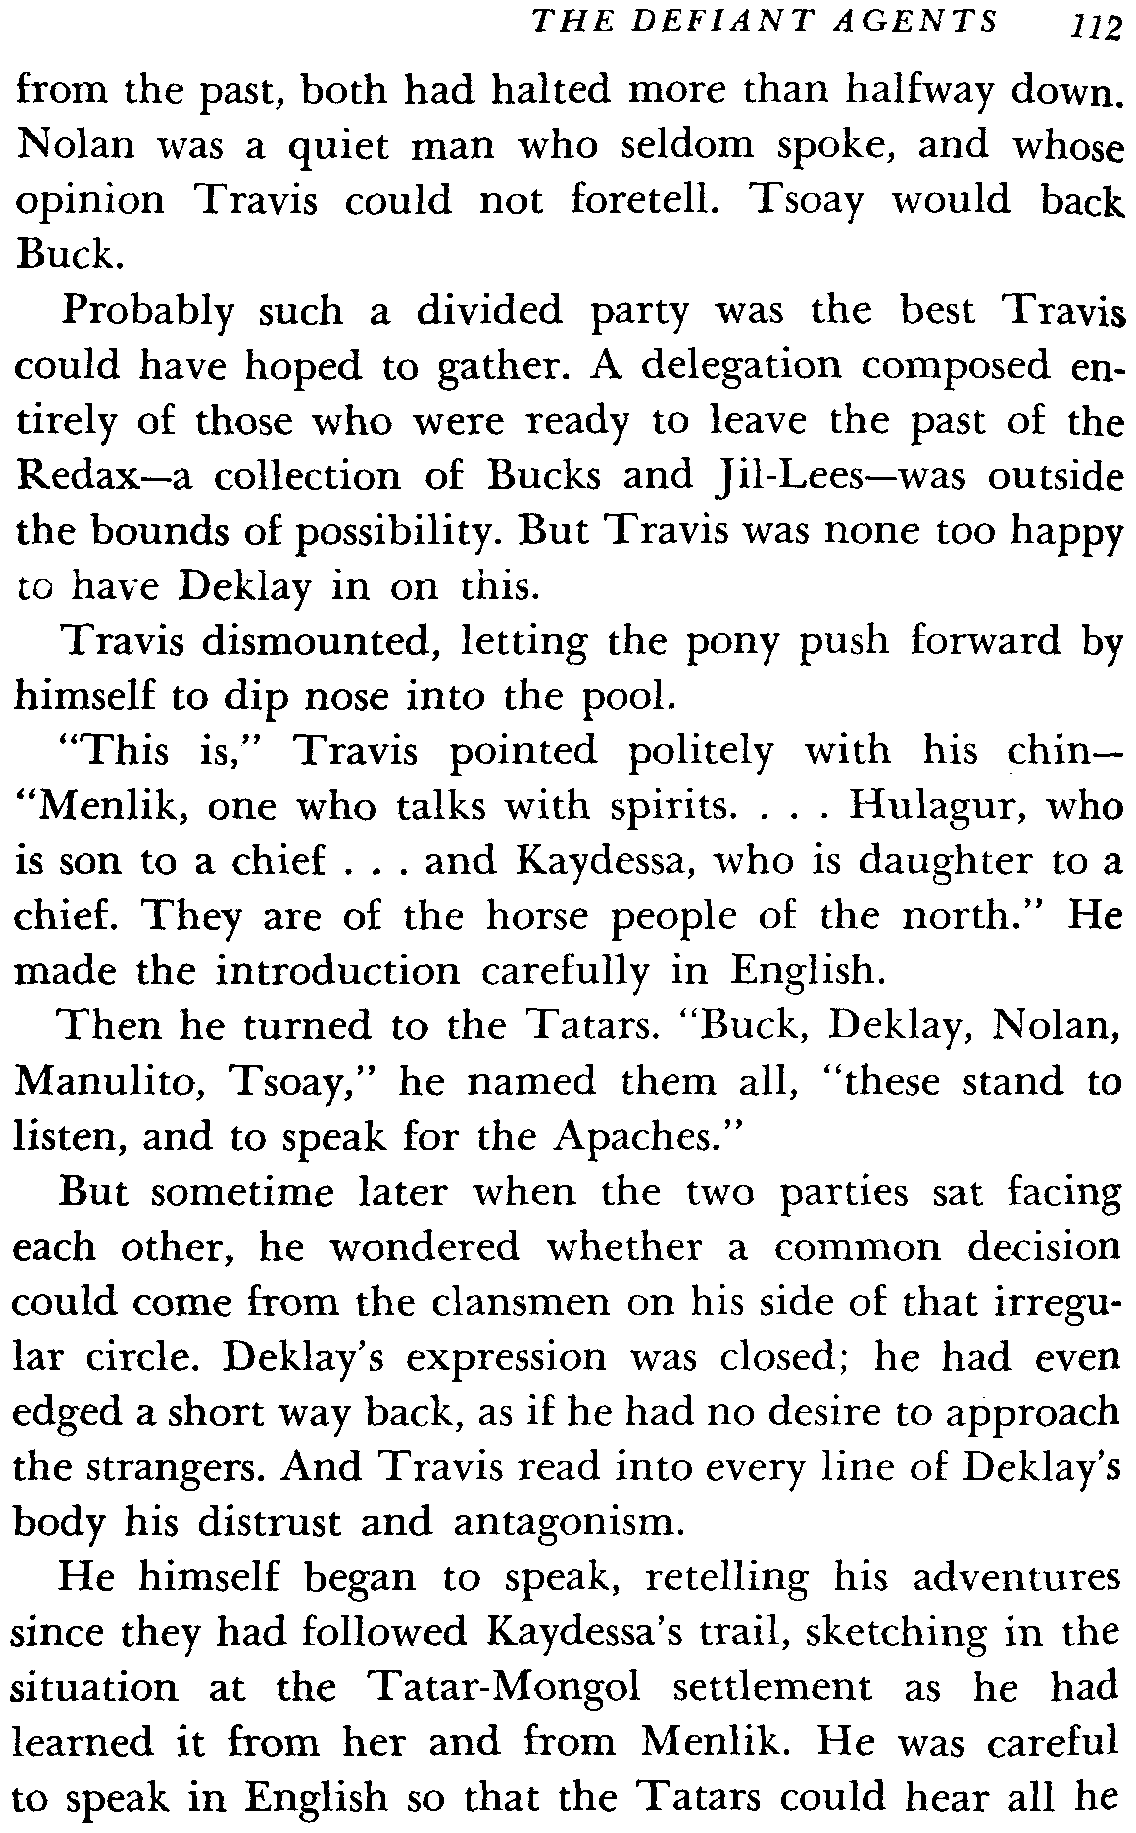 THE DEFIANT AGENTS 112
from the past, both had halted more than halfway down.
Nolan was a quiet man who seldom spoke, and whose
opinion Travis could not foretell. Tsoay would back
Buck.
Probably such a divided party was the best Travis
could have hoped to gather. A delegation composed en-
tirely of those who were ready to leave the past of the
Redax—a collection of Bucks and Jil-Lees—was outside
the bounds of possibility. But Travis was none too happy
to have Deklay in on this.
Travis dismounted, letting the pony push forward by
himself to dip nose into the pool.
“This is,” Travis pointed politely with his chin—
“Menlik, one who talks with spirits. . . . Hulagur, who
is son to a chief . . . and Kaydessa, who is daughter to a
chief. They are of the horse people of the north.” He
made the introduction carefully in English.
Then he turned to the Tatars. “Buck, Deklay, Nolan,
Manulito, Tsoay,” he named them all, “these stand to
listen, and to speak for the Apaches.”
But sometime later when the two parties sat facing
each other, he wondered whether a common decision
could come from the clansmen on his side of that irregu-
lar circle. Deklay’s expression was closed; he had even
edged a short way back, as if he had no desire to approach
the strangers. And Travis read into every line of Deklay’s
body his distrust and antagonism.
He himself began to speak, retelling his adventures
since they had followed Kaydessa’s trail, sketching in the
situation at the Tatar-Mongol settlement as he had
learned it from her and from Menlik. He was careful
to speak in English so that the Tatars could hear all he